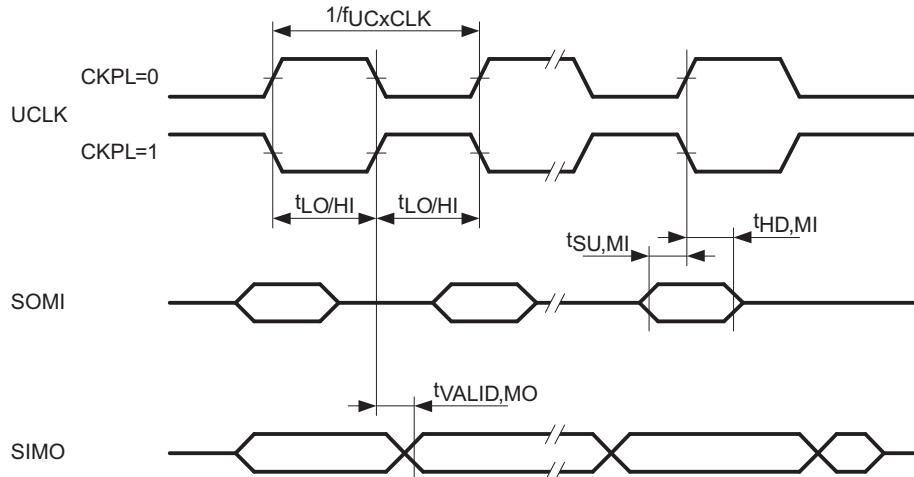 1/fUCxCLK
CKPL=0
UCLK
CKPL=1
tLO/HI tLO/HI
tHD,MI
tSU,MI
SOMI
tVALID,MO
SIMO